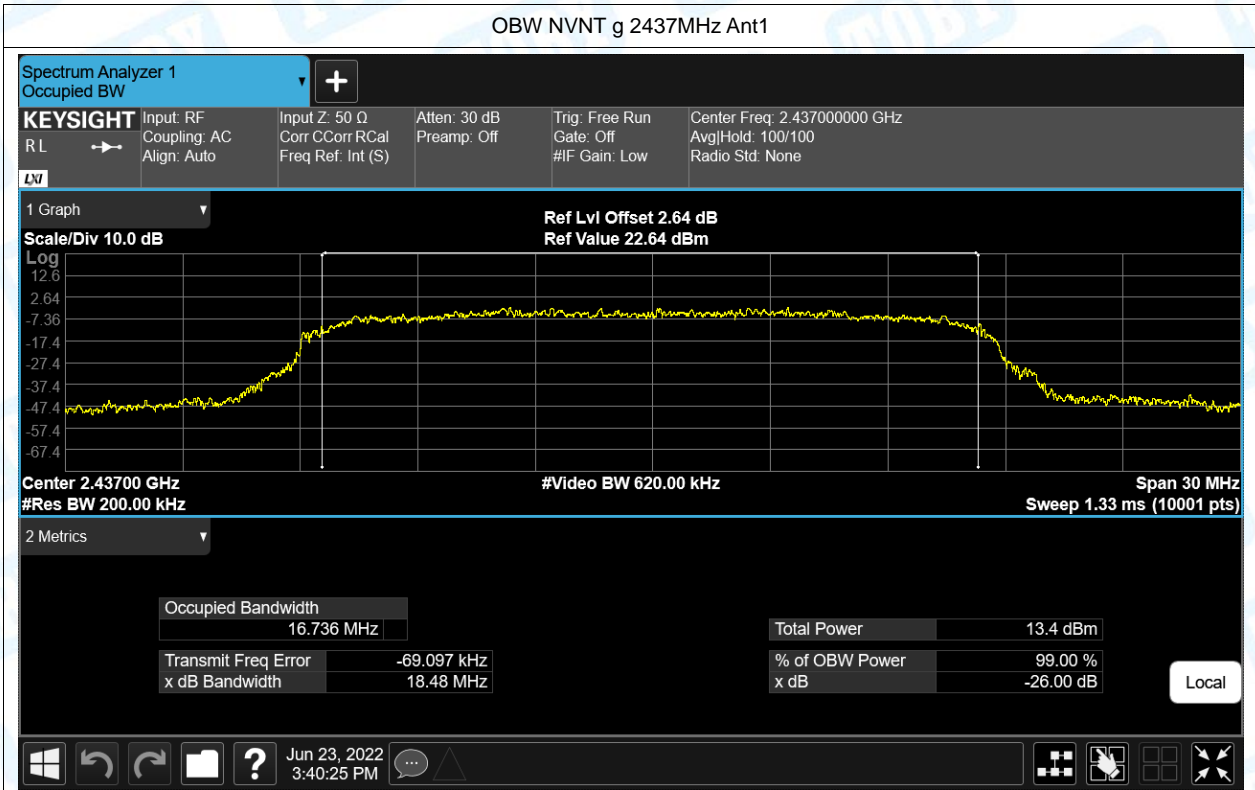 OBW NVNT g 2437MHz Ant1
Spectrum Analyzer 1
Occupied BW
KEYSIGHT
R L
LXI
Input: RF
Coupling: AC
Align: Auto
Input Z: 50 Ω
Corr CCorr RCal
Freq Ref: Int (S)
Atten: 30 dB
Preamp: Off
Trig: Free Run
Gate: Off
#IF Gain: Low
Center Freq: 2.437000000 GHz
Avg|Hold: 100/100
Radio Std: None
1 Graph
Scale/Div 10.0 dB
Ref Lvl Offset 2.64 dB
Ref Value 22.64 dBm
Log
12.6
2.64
-7.36
-17.4
-27.4
-37.4
-47.4
-57.4
-67.4
Center 2.43700 GHz
#Video BW 620.00 kHz
Span 30 MHz
#Res BW 200.00 kHz
Sweep 1.33 ms (10001 pts)
2 Metrics
Occupied Bandwidth
16.736 MHz
Total Power 13.4 dBm
Transmit Freq Error -69.097 kHz
% of OBW Power 99.00 %
x dB Bandwidth 18.48 MHz
x dB -26.00 dB
Local
Jun 23, 2022
3:40:25 PM
TOBY